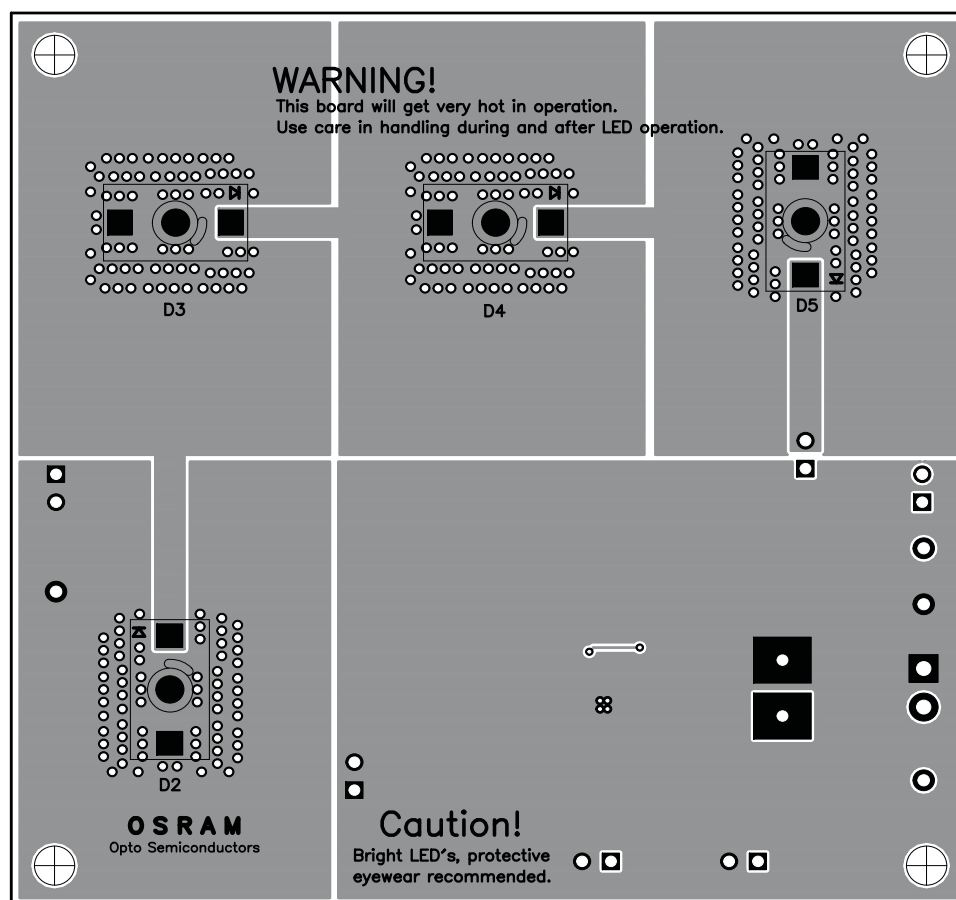 WARNING!
This board will get very hot in operation.
Use care in handling during and after LED operation.
D3
D4
D5
D2
OSRAM
Opto Semiconductors
Caution!
Bright LED's, protective
eyewear recommended.